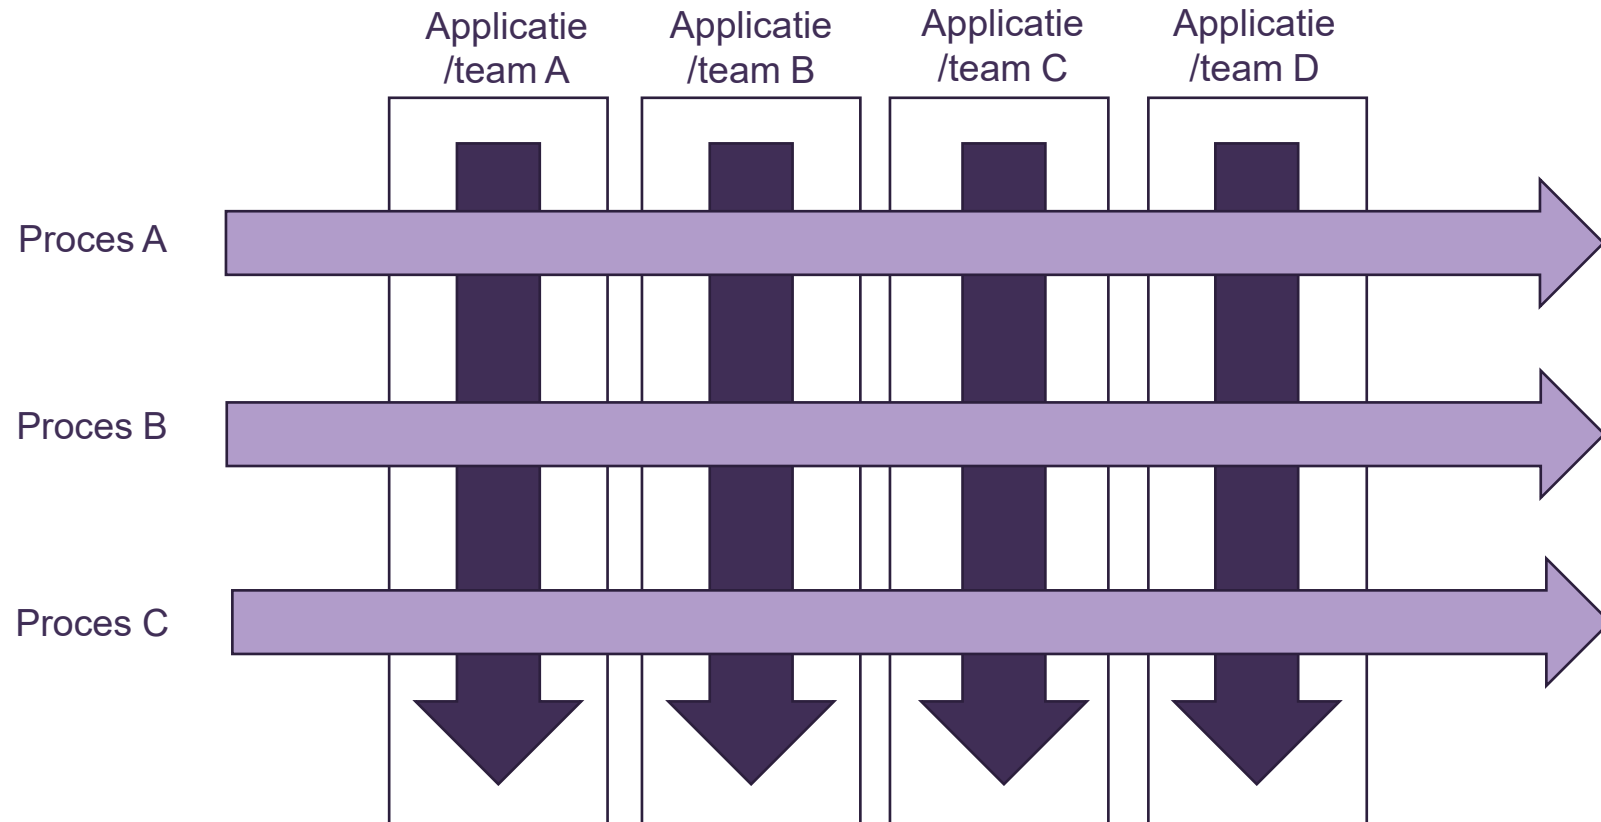 Applicatie
/team A
Applicatie
/team B
Applicatie
/team C
Applicatie
/team D
Proces A
Proces B
Proces C